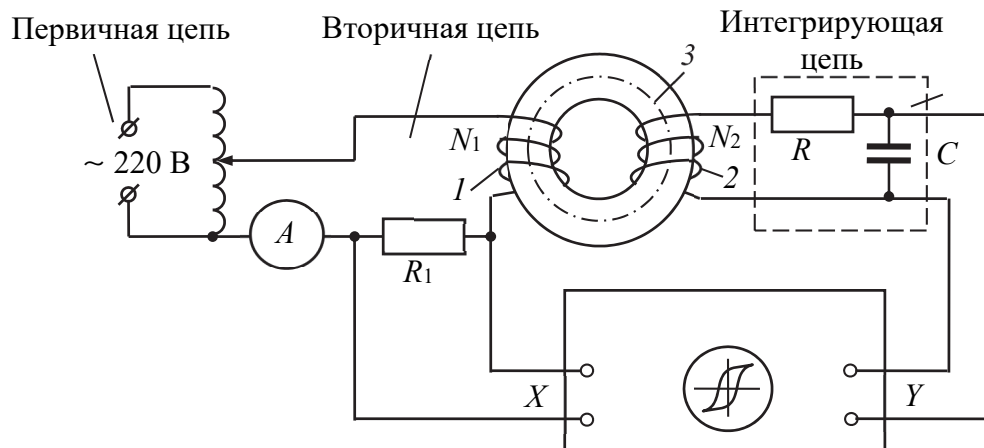 Первичная цепь
Вторичная цепь
Интегрирующая
цепь
3
N1
N2
R
C
~ 220 В
1
2
A
R1
X
Y